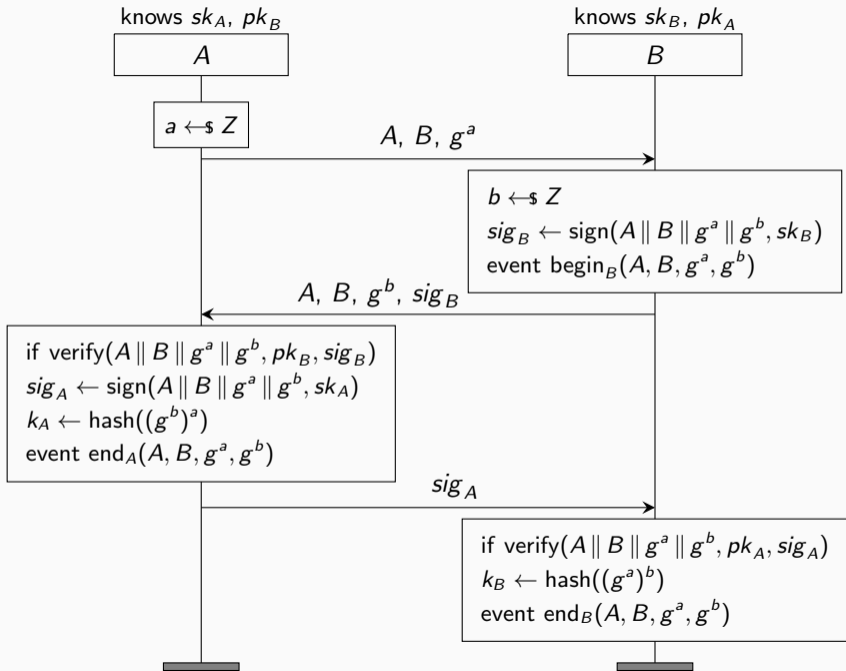 knows sk_A, pk_B
knows sk_B, pk_A
A
B
a ←$ Z
A, B, g^a
b ←$ Z
sig_B ← sign(A ∥ B ∥ g^a ∥ g^b, sk_B)
event begin_B(A, B, g^a, g^b)
A, B, g^b, sig_B
if verify(A ∥ B ∥ g^a ∥ g^b, pk_B, sig_B)
sig_A ← sign(A ∥ B ∥ g^a ∥ g^b, sk_A)
k_A ← hash((g^b)^a)
event end_A(A, B, g^a, g^b)
sig_A
if verify(A ∥ B ∥ g^a ∥ g^b, pk_A, sig_A)
k_B ← hash((g^a)^b)
event end_B(A, B, g^a, g^b)